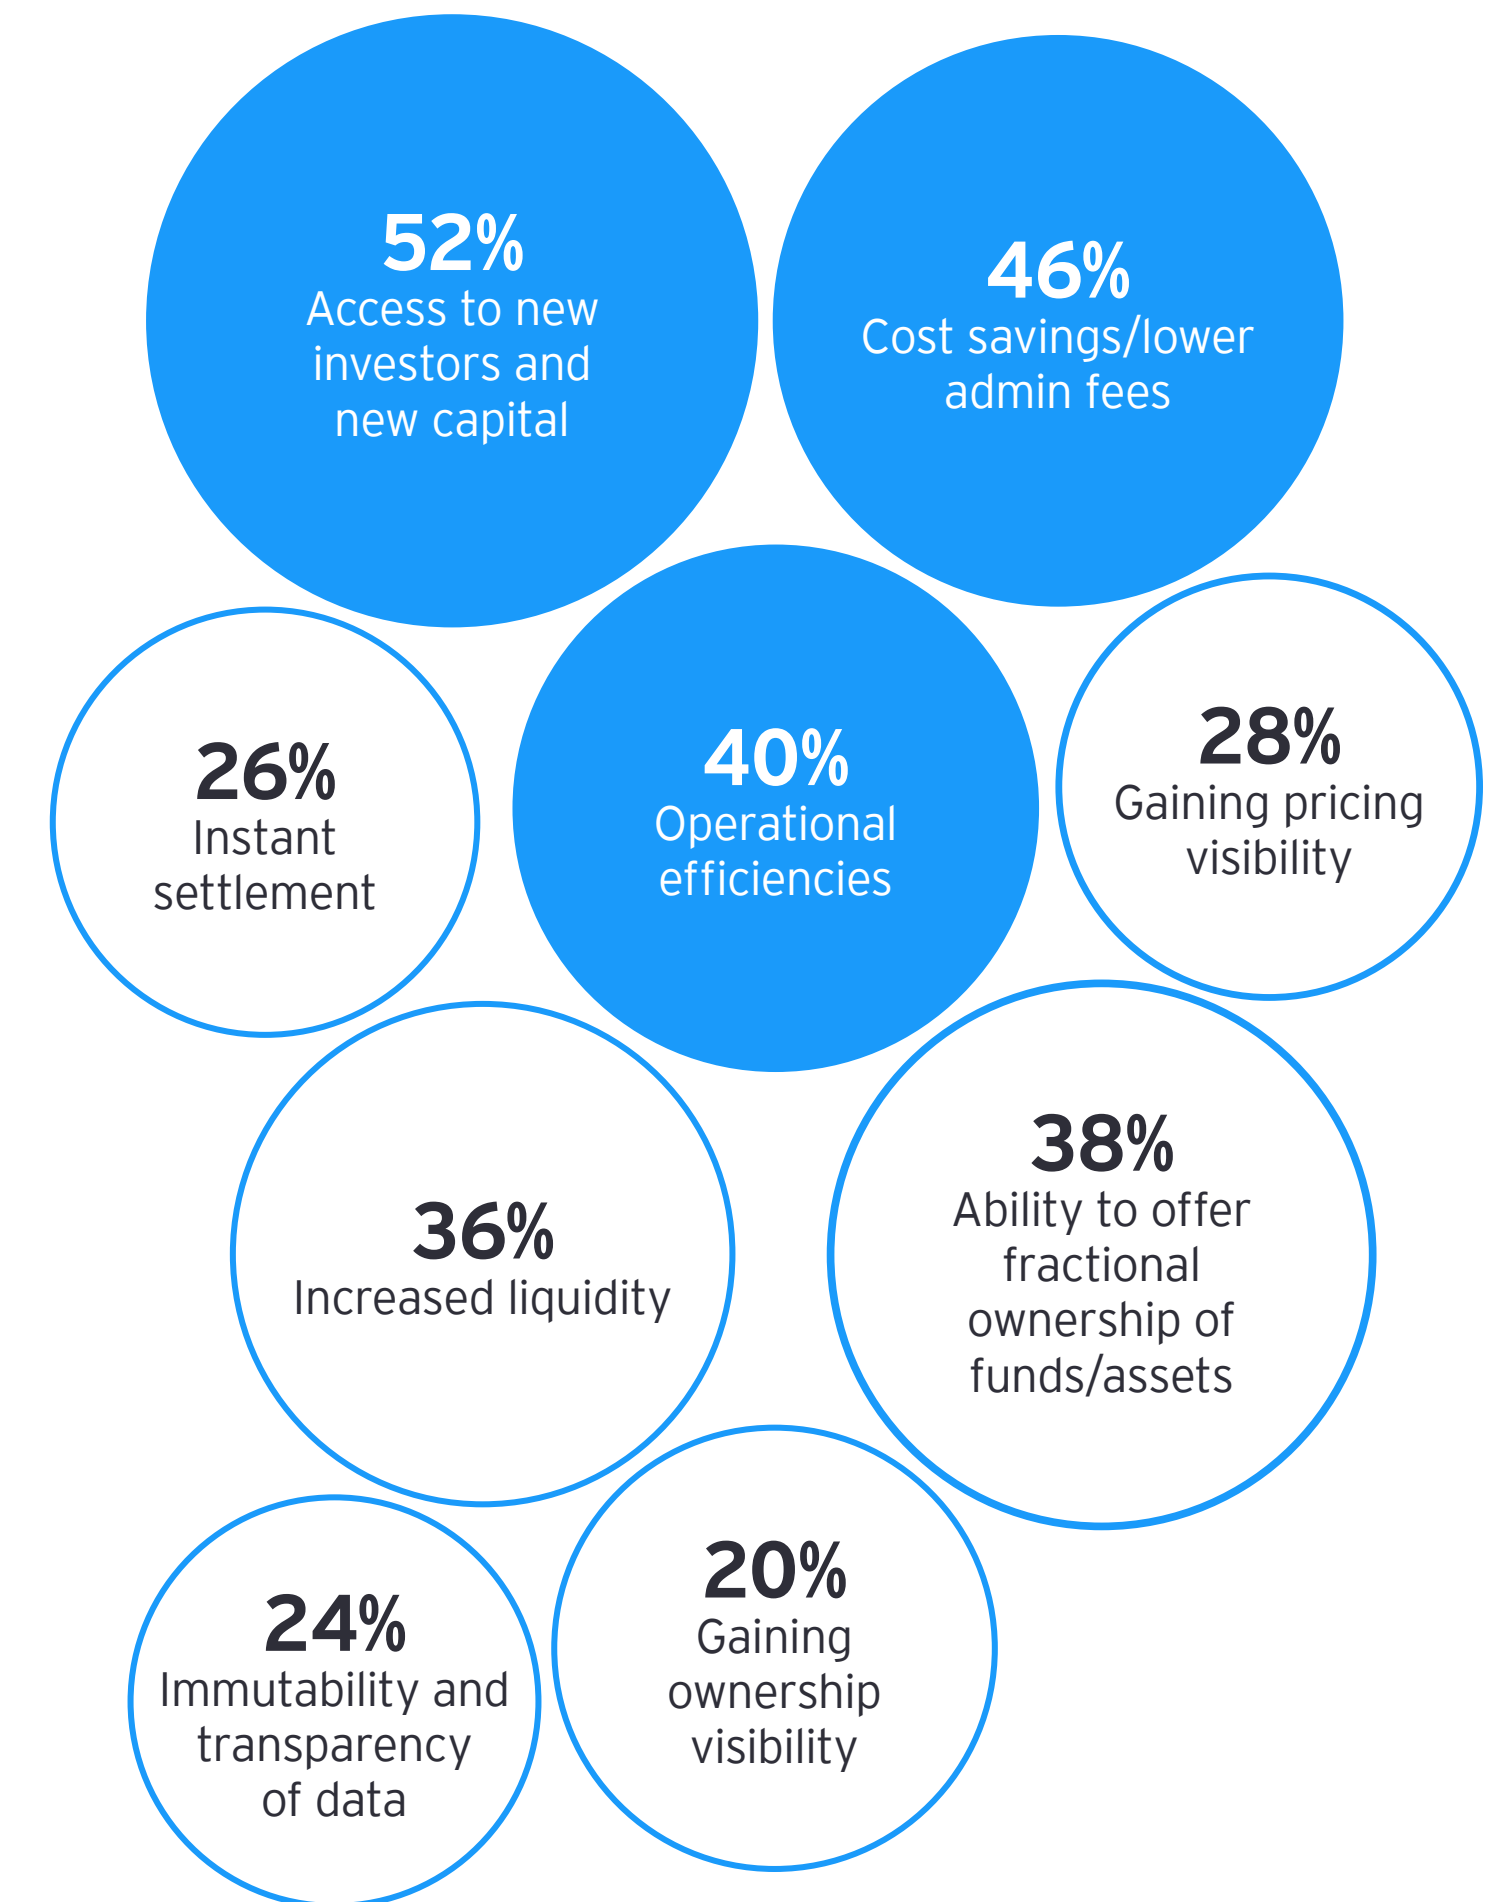 52%
Access to new
investors and
new capital
46%
Cost savings/lower
admin fees
26%
Instant
settlement
40%
Operational
efficiencies
28%
Gaining pricing
visibility
36%
Increased liquidity
38%
Ability to offer
fractional
ownership of
funds/assets
24%
Immutability and
transparency
of data
20%
Gaining
ownership
visibility